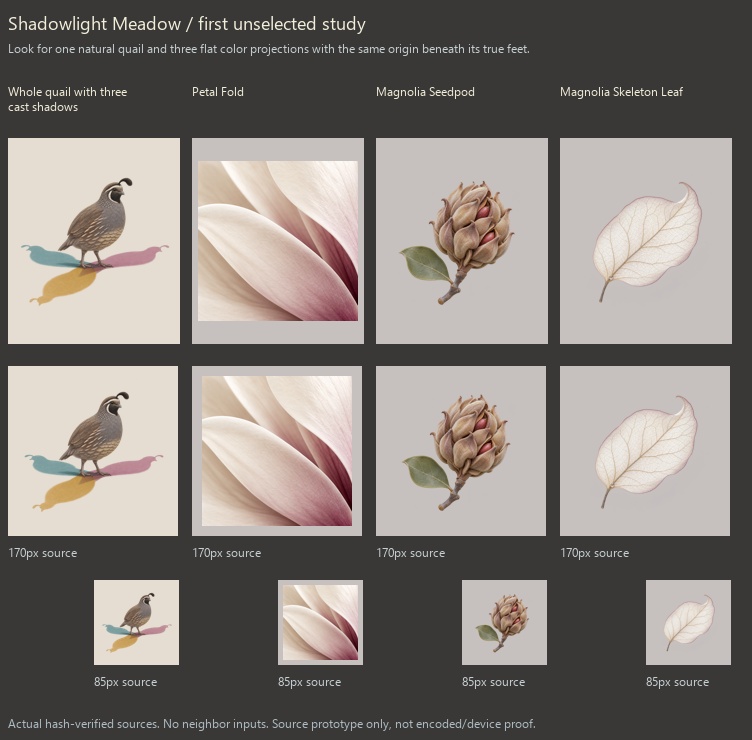 Shadowlight Meadow / first unselected study
Look for one natural quail and three flat color projections with the same origin beneath its true feet.
Whole quail with three
cast shadows
Petal Fold
Magnolia Seedpod
Magnolia Skeleton Leaf
170px source
170px source
170px source
170px source
85px source
85px source
85px source
85px source
Actual hash-verified sources. No neighbor inputs. Source prototype only, not encoded/device proof.